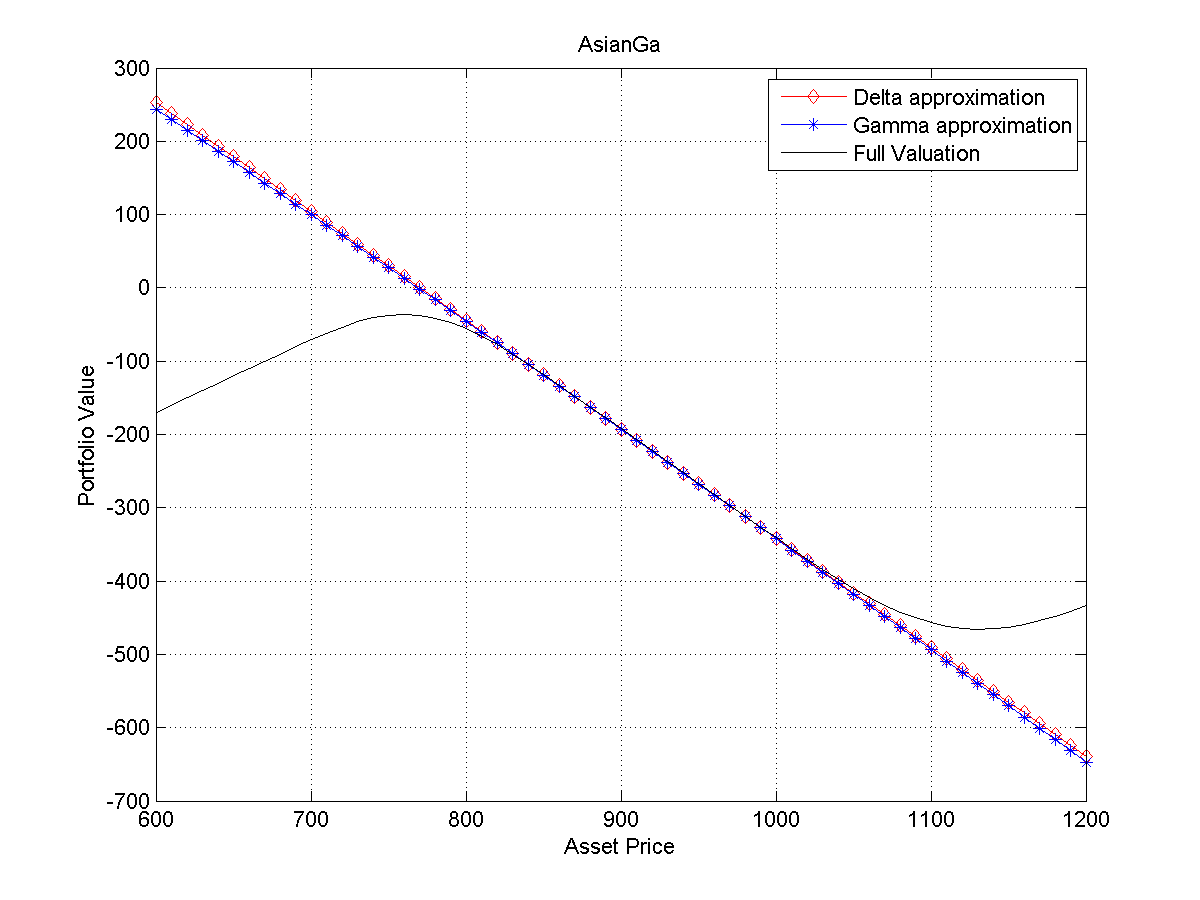 AsianGa
300
200
100
0
-100
-200
-300
-400
-500
-600
-700
Portfolio Value
Delta approximation
Gamma approximation
Full Valuation
600 700 800 900 1000 1100 1200
Asset Price